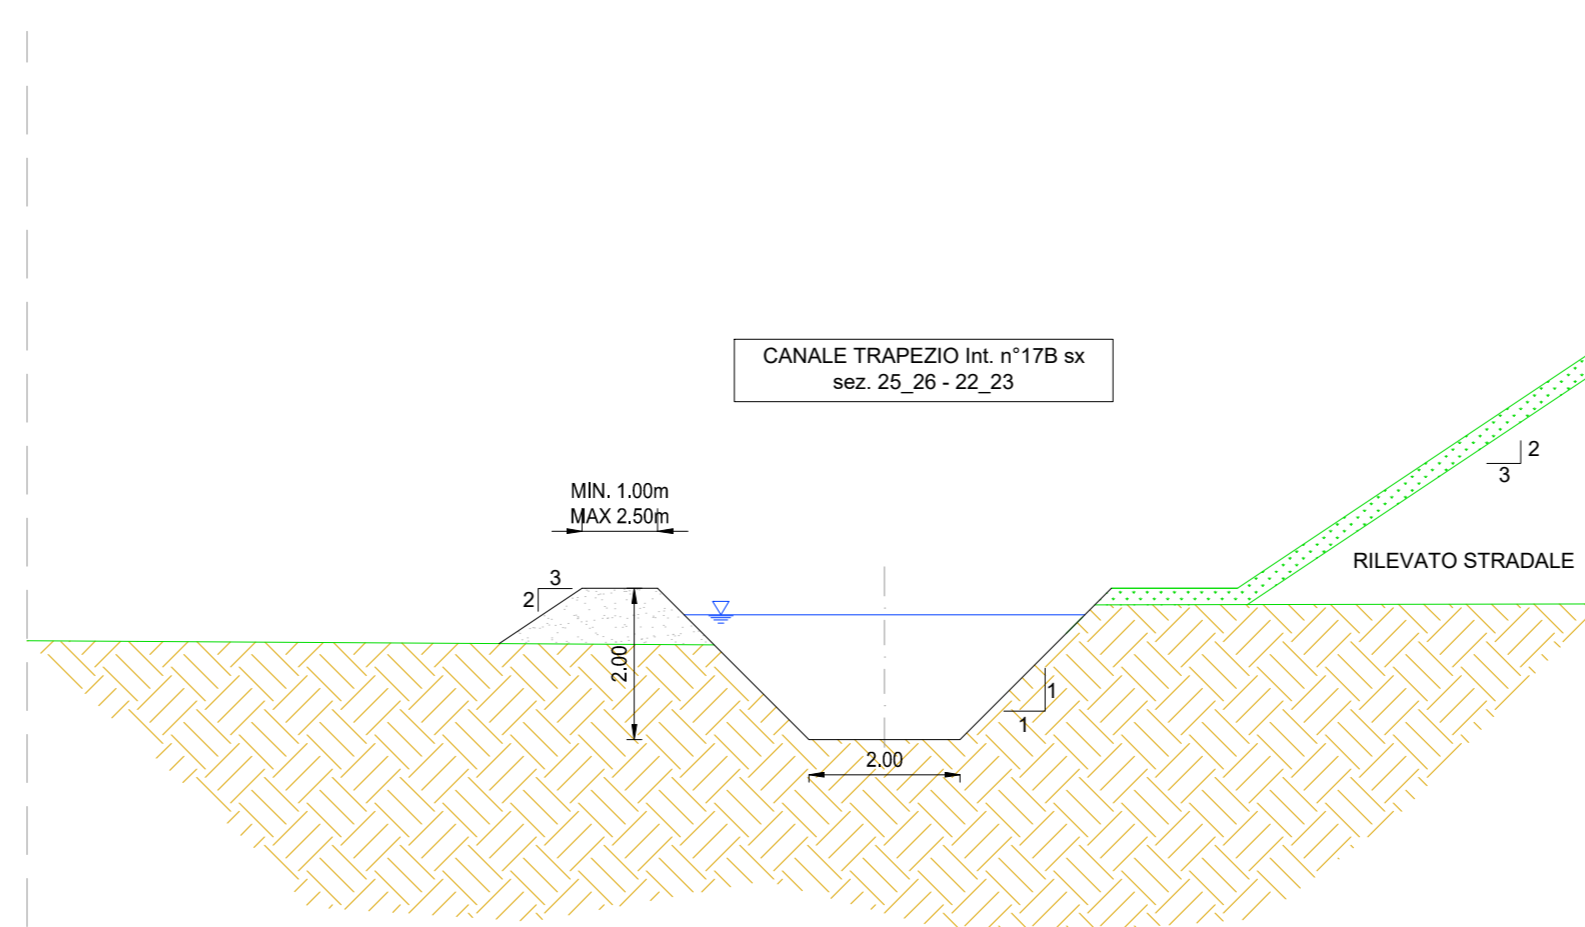 CANALE TRAPEZIO Int. n°17B sx
sez. 25_26 - 22_23
2
3
MIN. 1.00m
MAX 2.50m
RILEVATO STRADALE
3
2
2.00
1
1
2.00